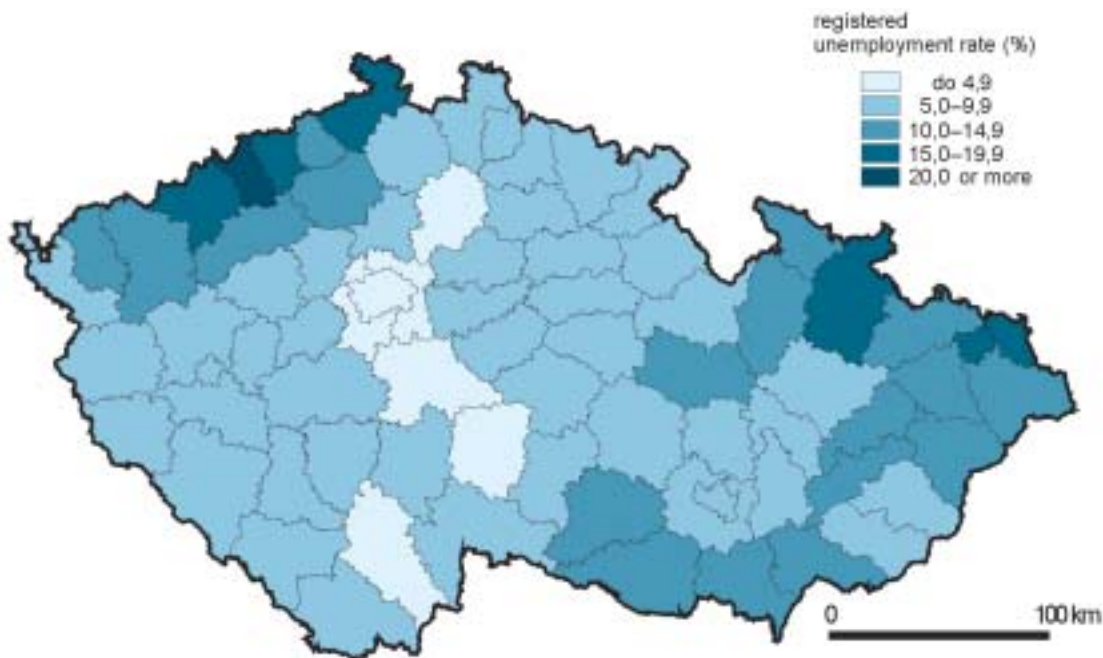 registered
unemployment rate (%)
do 4,9
5,0–9,9
10,0–14,9
15,0–19,9
20,0 or more
0 100 km